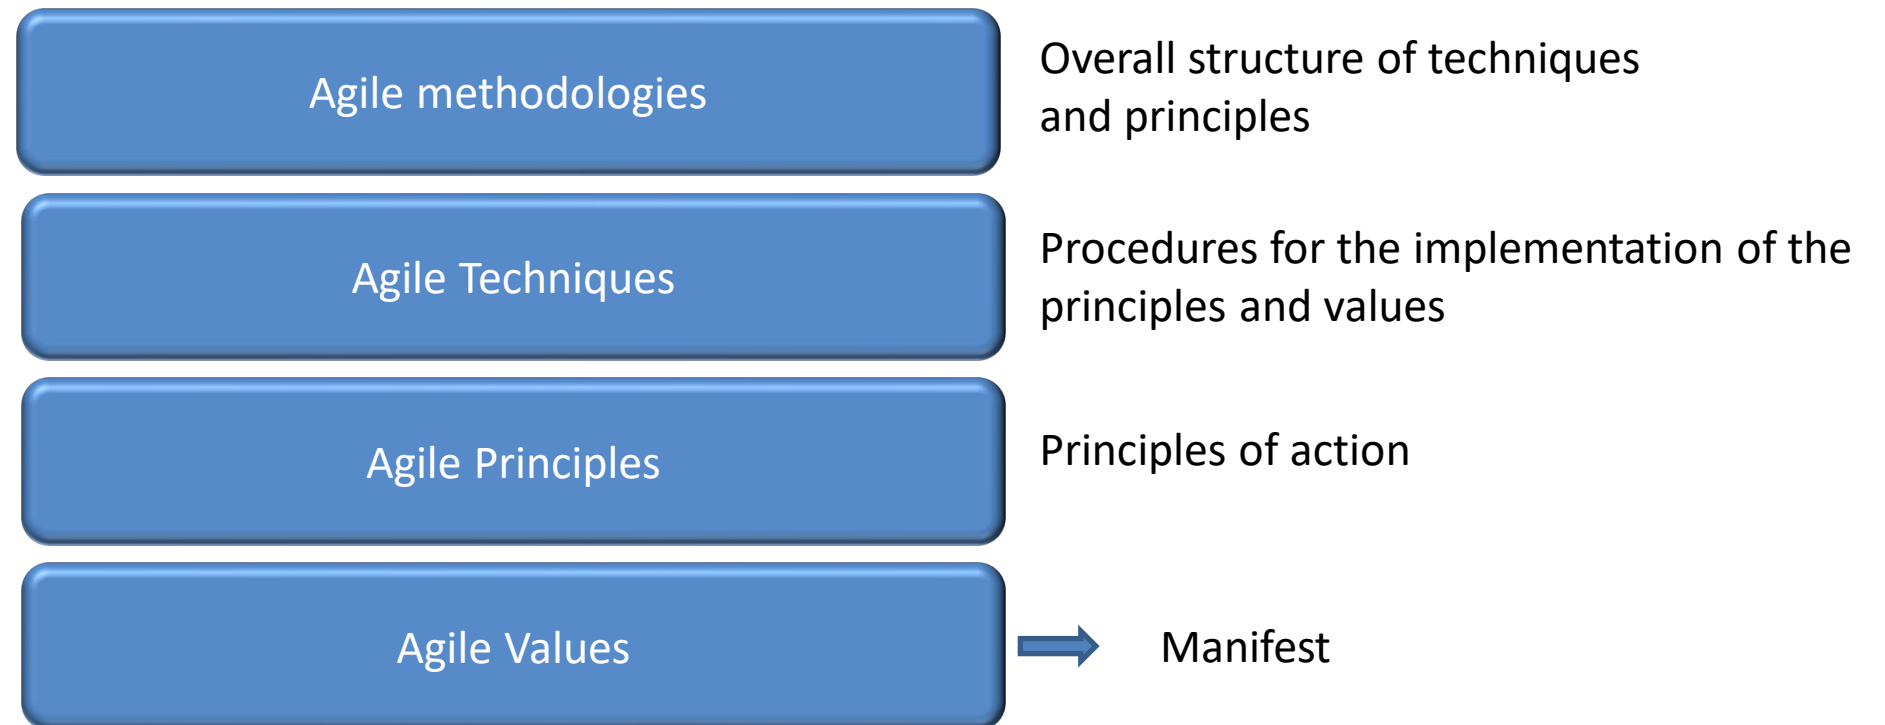 Agile methodologies
Overall structure of techniques
and principles
Agile Techniques
Procedures for the implementation of the
principles and values
Agile Principles
Principles of action
Agile Values
Manifest